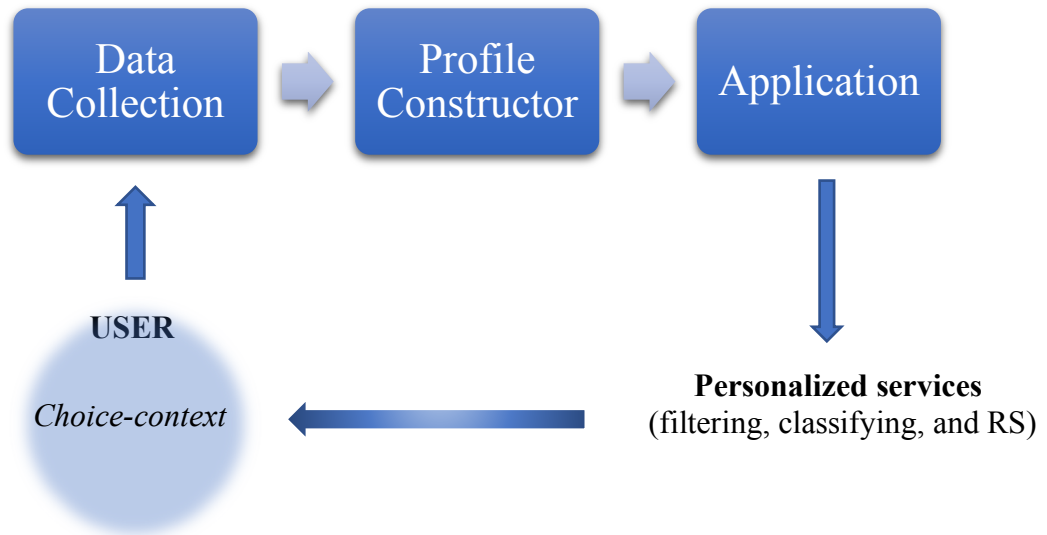 Data
Collection
Profile
Constructor
Application
USER
Choice-context
Personalized services
(filtering, classifying, and RS)